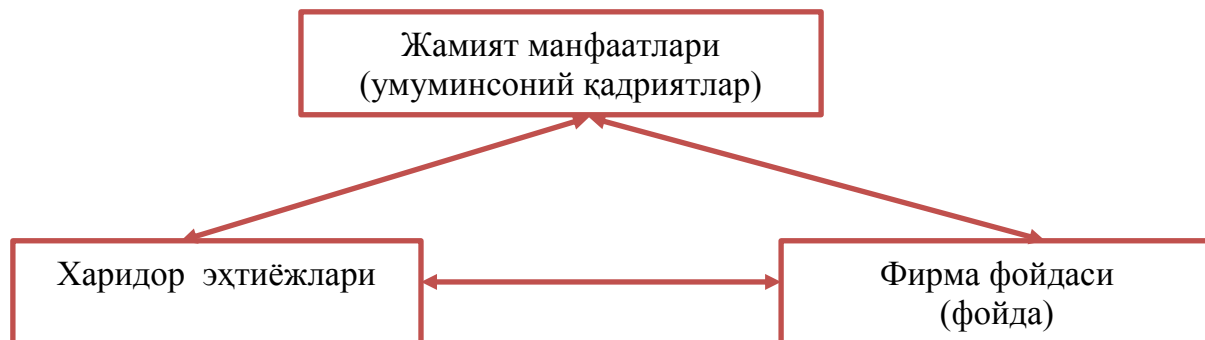 Жамият манфаатлари
(умуминсоний қадриятлар)
Харидор эҳтиёжлари
Фирма фойдаси
(фойда)